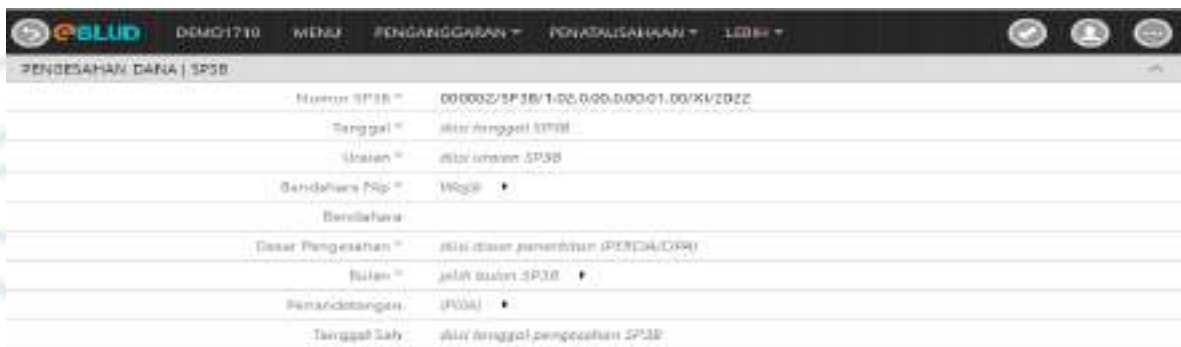 eBLUD DEMO1710 MENU PENGANGGARAN PENATAUSAHAAN LEBIH
PENGESAHAN DANA | SP3B
Nomor SP3B * 000002/SP3B/1.02.0.00.0.00.01.00/XI/2022
Tanggal * diisi tanggal SP3B
Uraian * diisi uraian SP3B
Bendahara Nip * Wajib
Bendahara
Dasar Pengesahan * diisi dasar penerbitan (PERDA/DPA)
Bulan * pilih bulan SP3B
Penandatangan (PGA)
Tanggal Sah diisi tanggal pengesahan SP3B